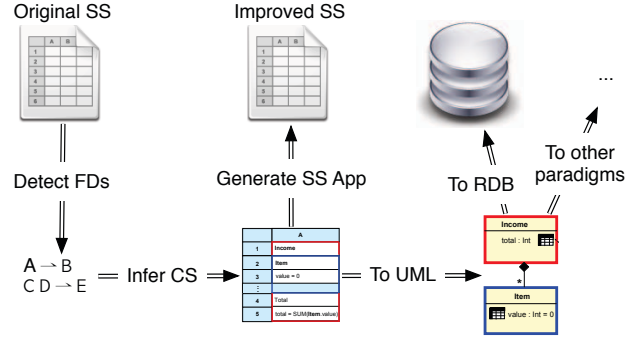 Original SS
Improved SS
A B
1
2
3
4
5
6
A B
1
2
3
4
5
6
...
Detect FDs
Generate SS App
To RDB
To other
paradigms
A → B
C D → E
Infer CS
A
1 Income
2 Item
3 value = 0
⋮
4 Total
5 total = SUM(Item.value)
To UML
Income
total : Int
*
Item
value : Int = 0